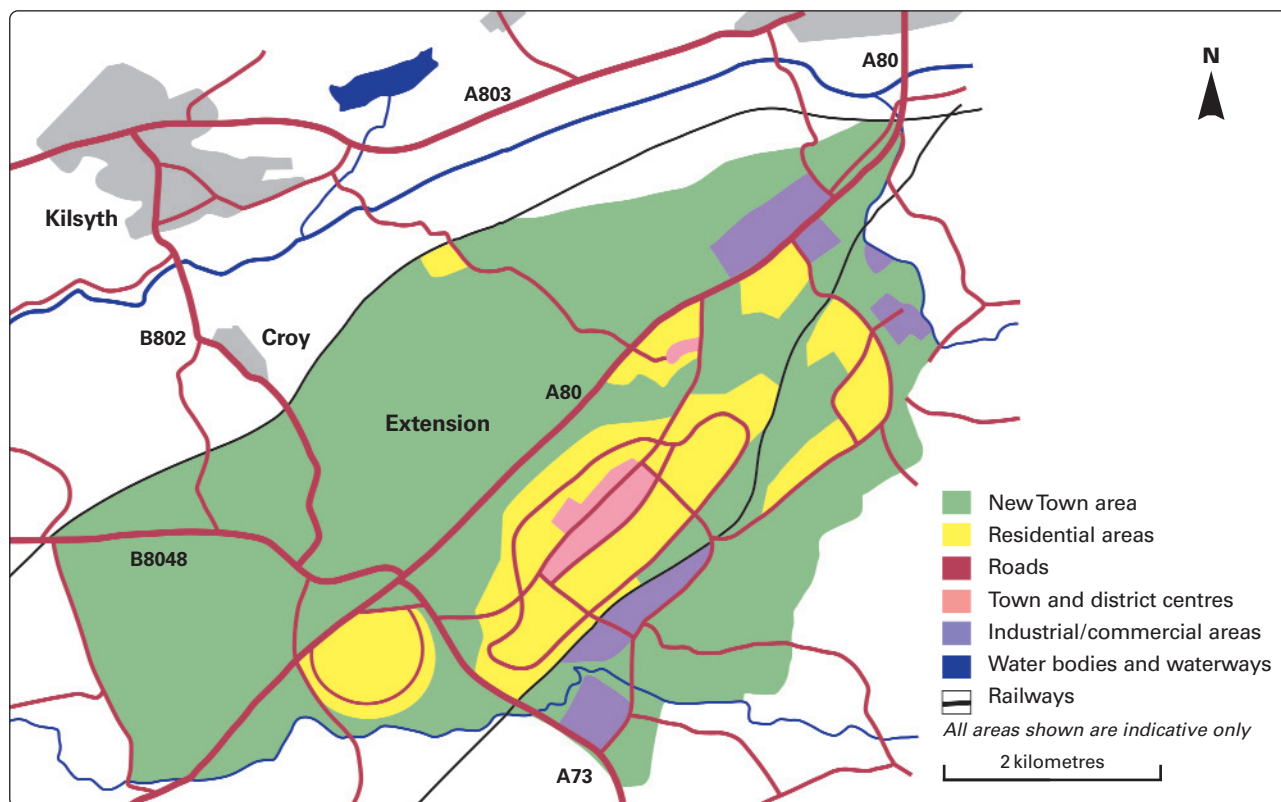 A80
N
A803
Kilsyth
B802
Croy
A80
Extension
B8048
A73
New Town area
Residential areas
Roads
Town and district centres
Industrial/commercial areas
Water bodies and waterways
Railways
All areas shown are indicative only
2 kilometres